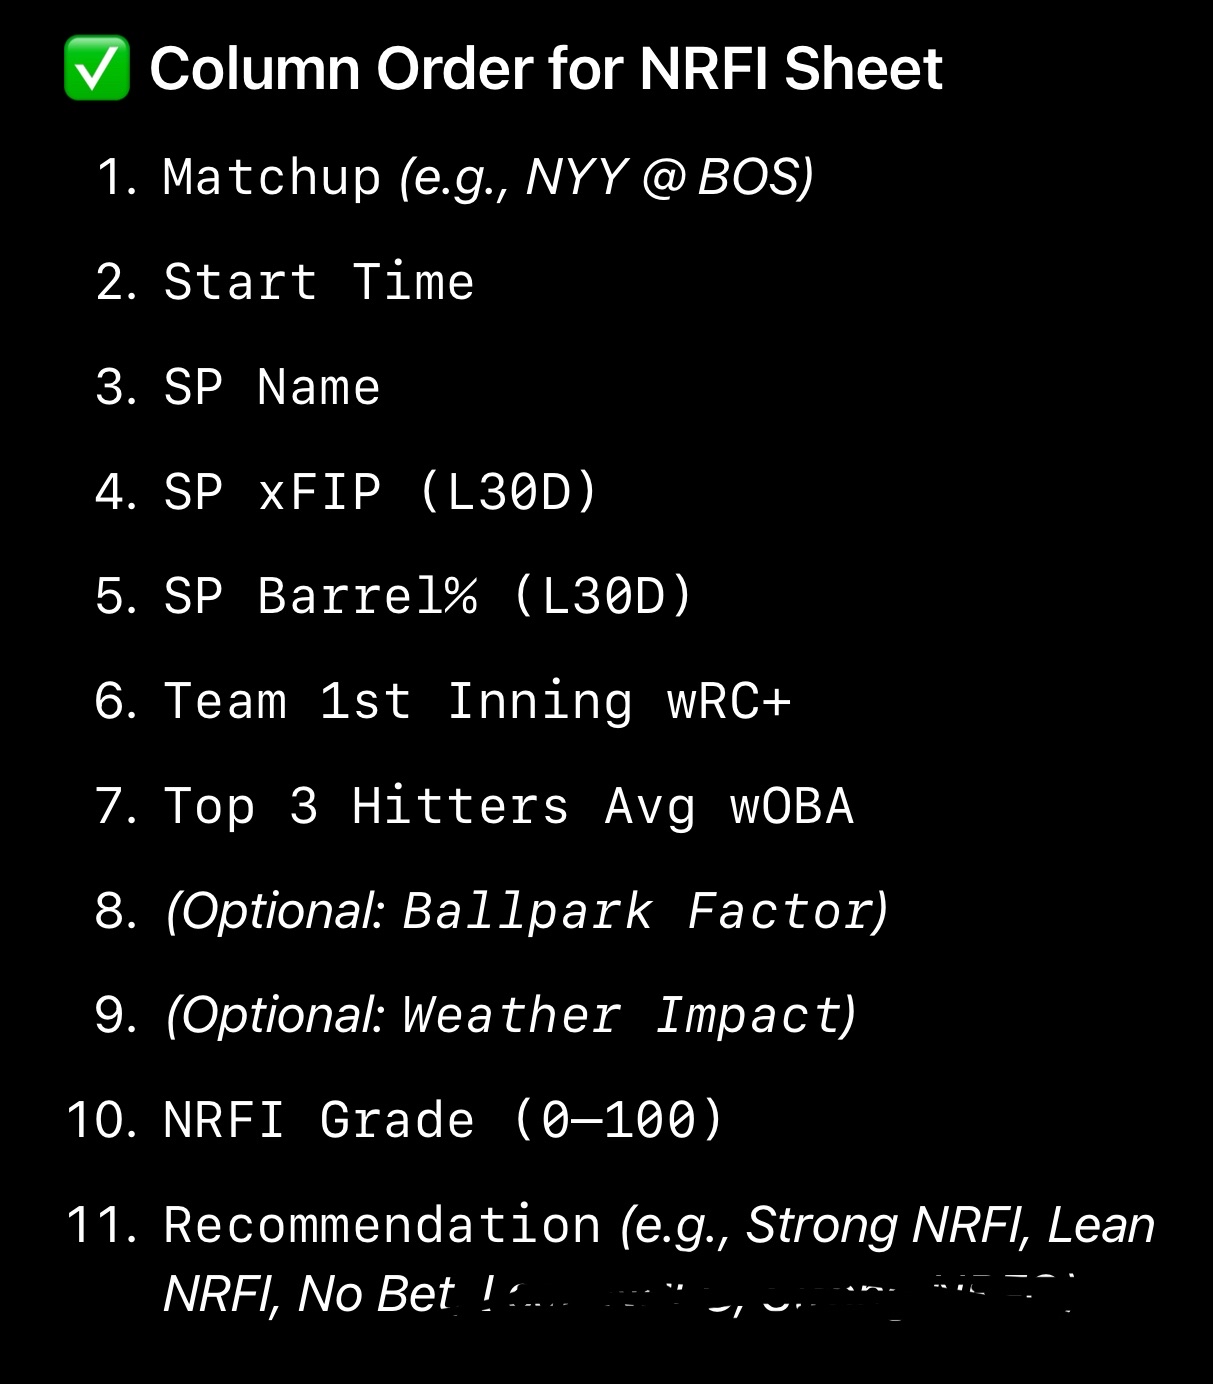 ✅ Column Order for NRFI Sheet
1. Matchup (e.g., NYY @ BOS)
2. Start Time
3. SP Name
4. SP xFIP (L30D)
5. SP Barrel% (L30D)
6. Team 1st Inning wRC+
7. Top 3 Hitters Avg wOBA
8. (Optional: Ballpark Factor)
9. (Optional: Weather Impact)
10. NRFI Grade (0–100)
11. Recommendation (e.g., Strong NRFI, Lean
NRFI, No Bet